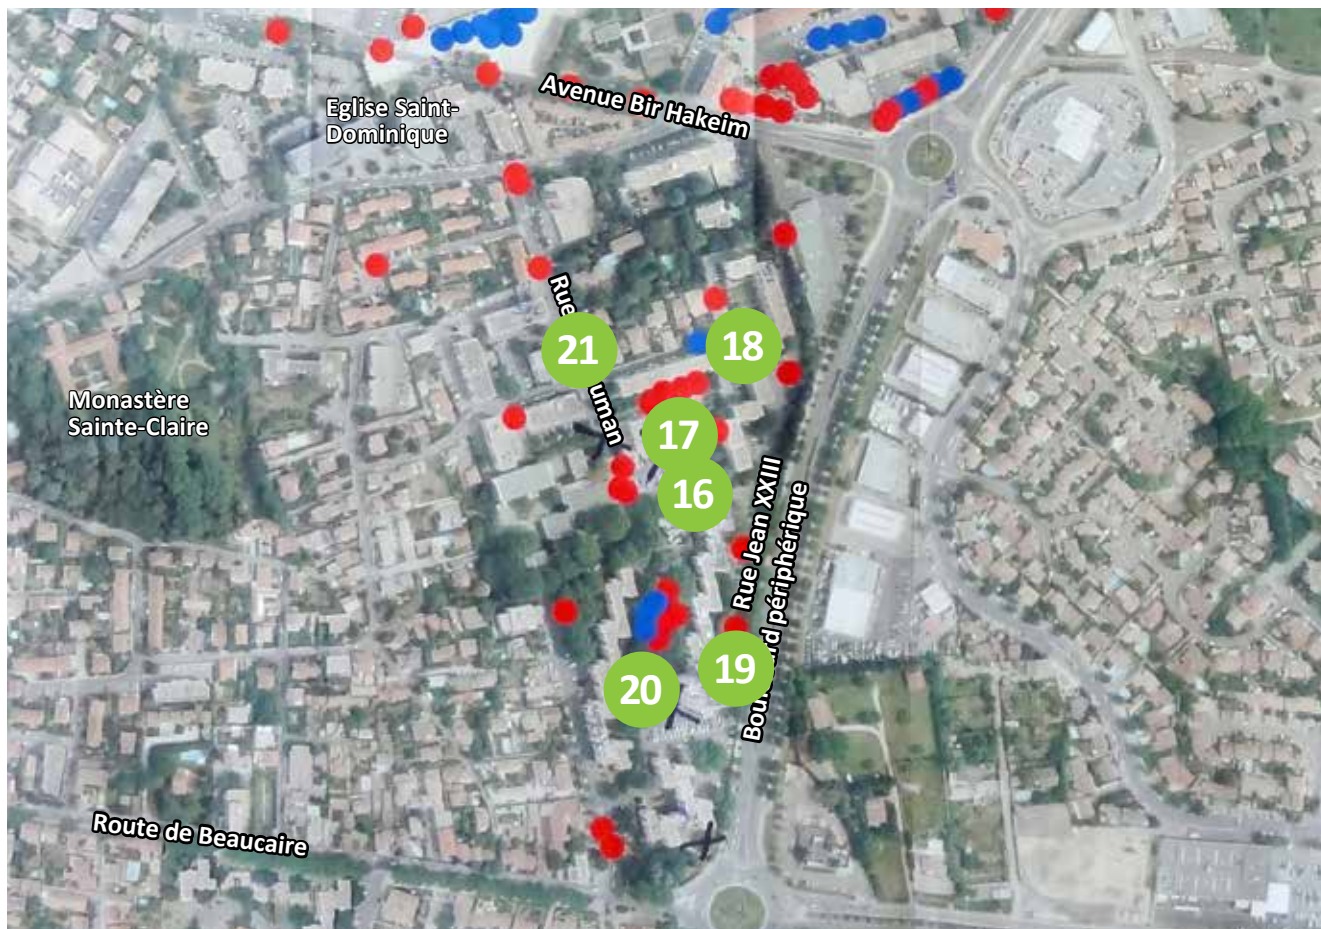 Avenue Bir Hakeim
Eglise Saint-
Dominique
Rue
uman
21
18
Monastère
Sainte-Claire
17
16
Rue Jean XXIII
périphérique
19
20
Route de Beaucaire